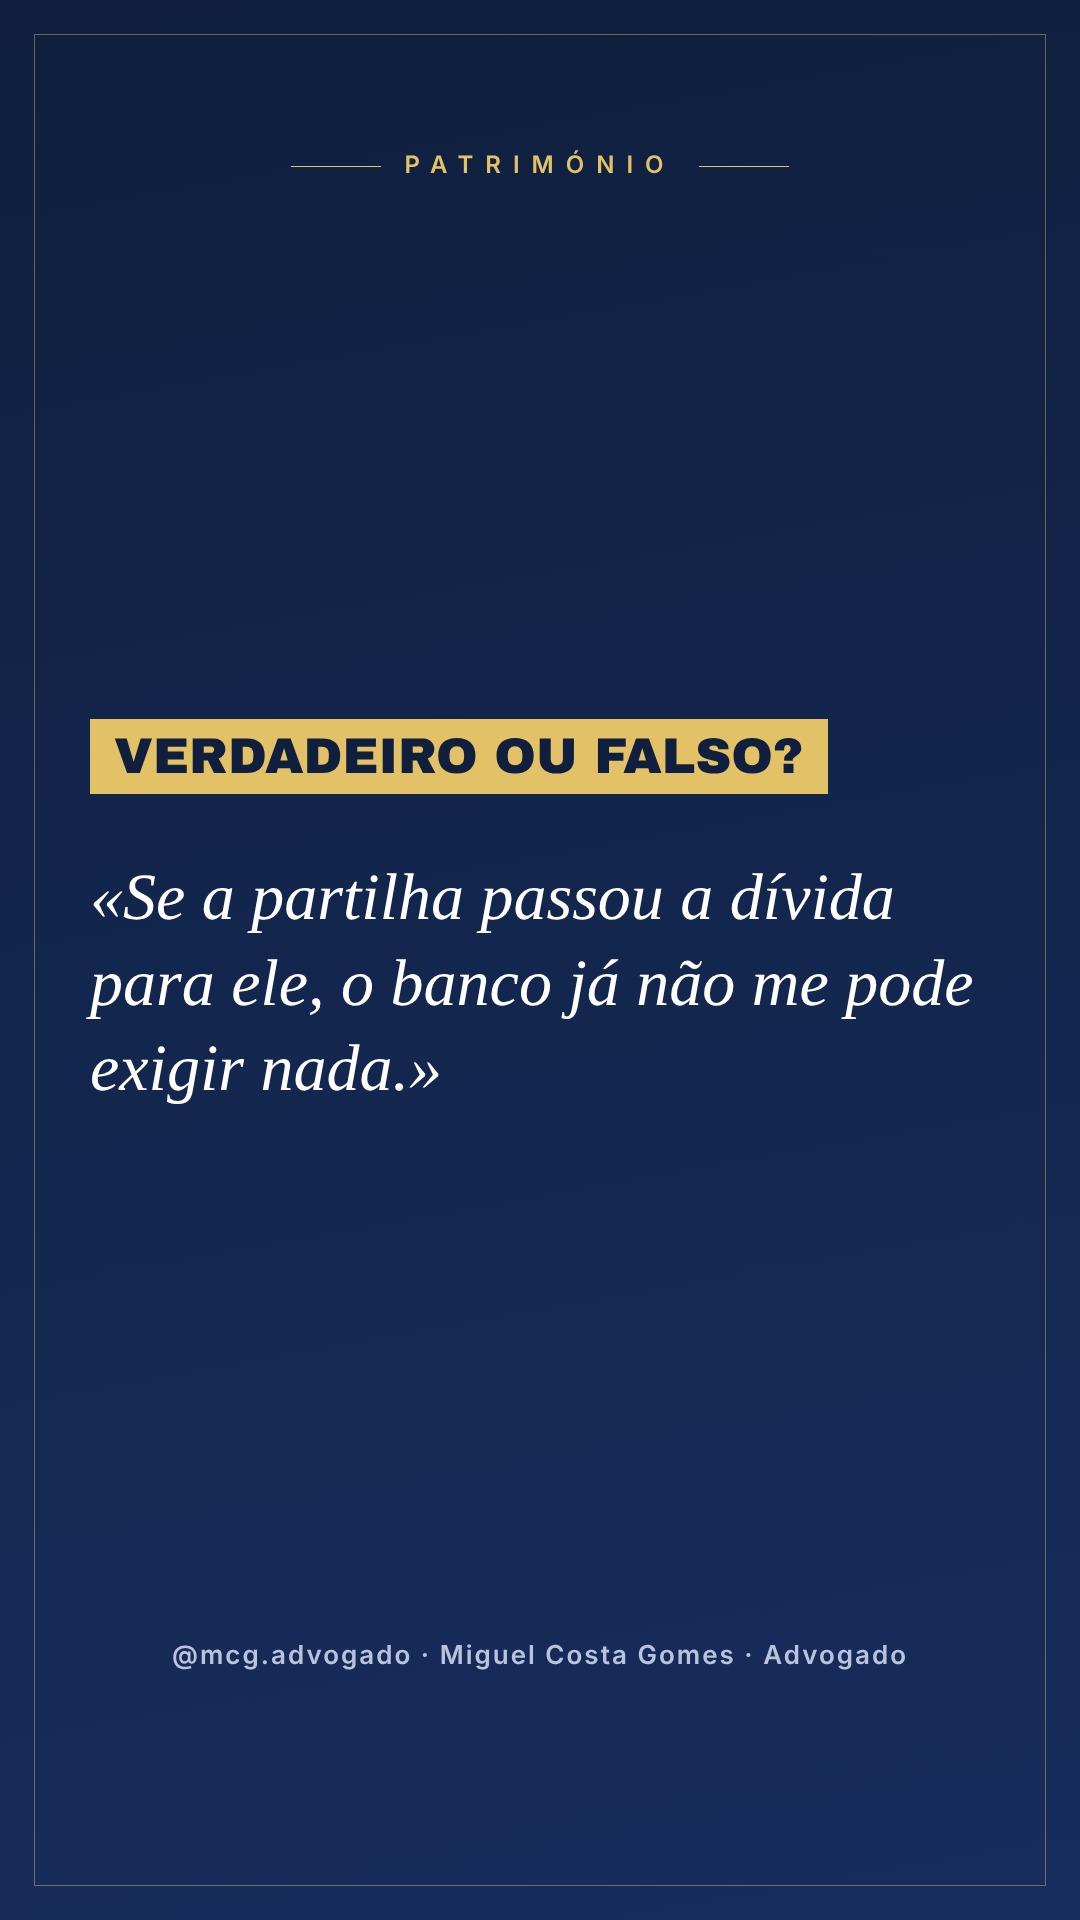 PATRIMÓNIO
VERDADEIRO OU FALSO?
«Se a partilha passou a dívida
para ele, o banco já não me pode
exigir nada.»
@mcg.advogado · Miguel Costa Gomes · Advogado